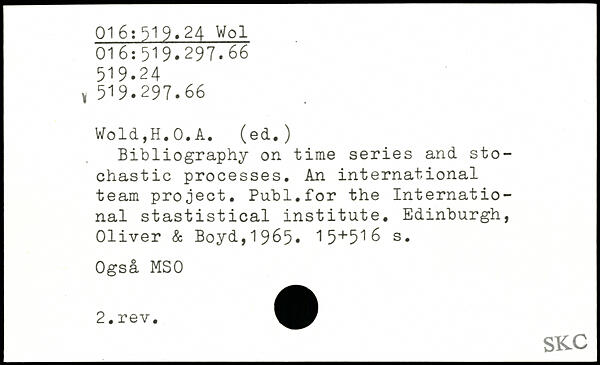 016:519.24 Wol
016:519.297.66
519.24
v 519.297.66
Wold,H.O.A. (ed.)
Bibliography on time series and sto-
chastic processes. An international
team project. Publ.for the Internatio-
nal stastistical institute. Edinburgh,
Oliver & Boyd,1965. 15+516 s.
Også MSO
2.rev.
SKC